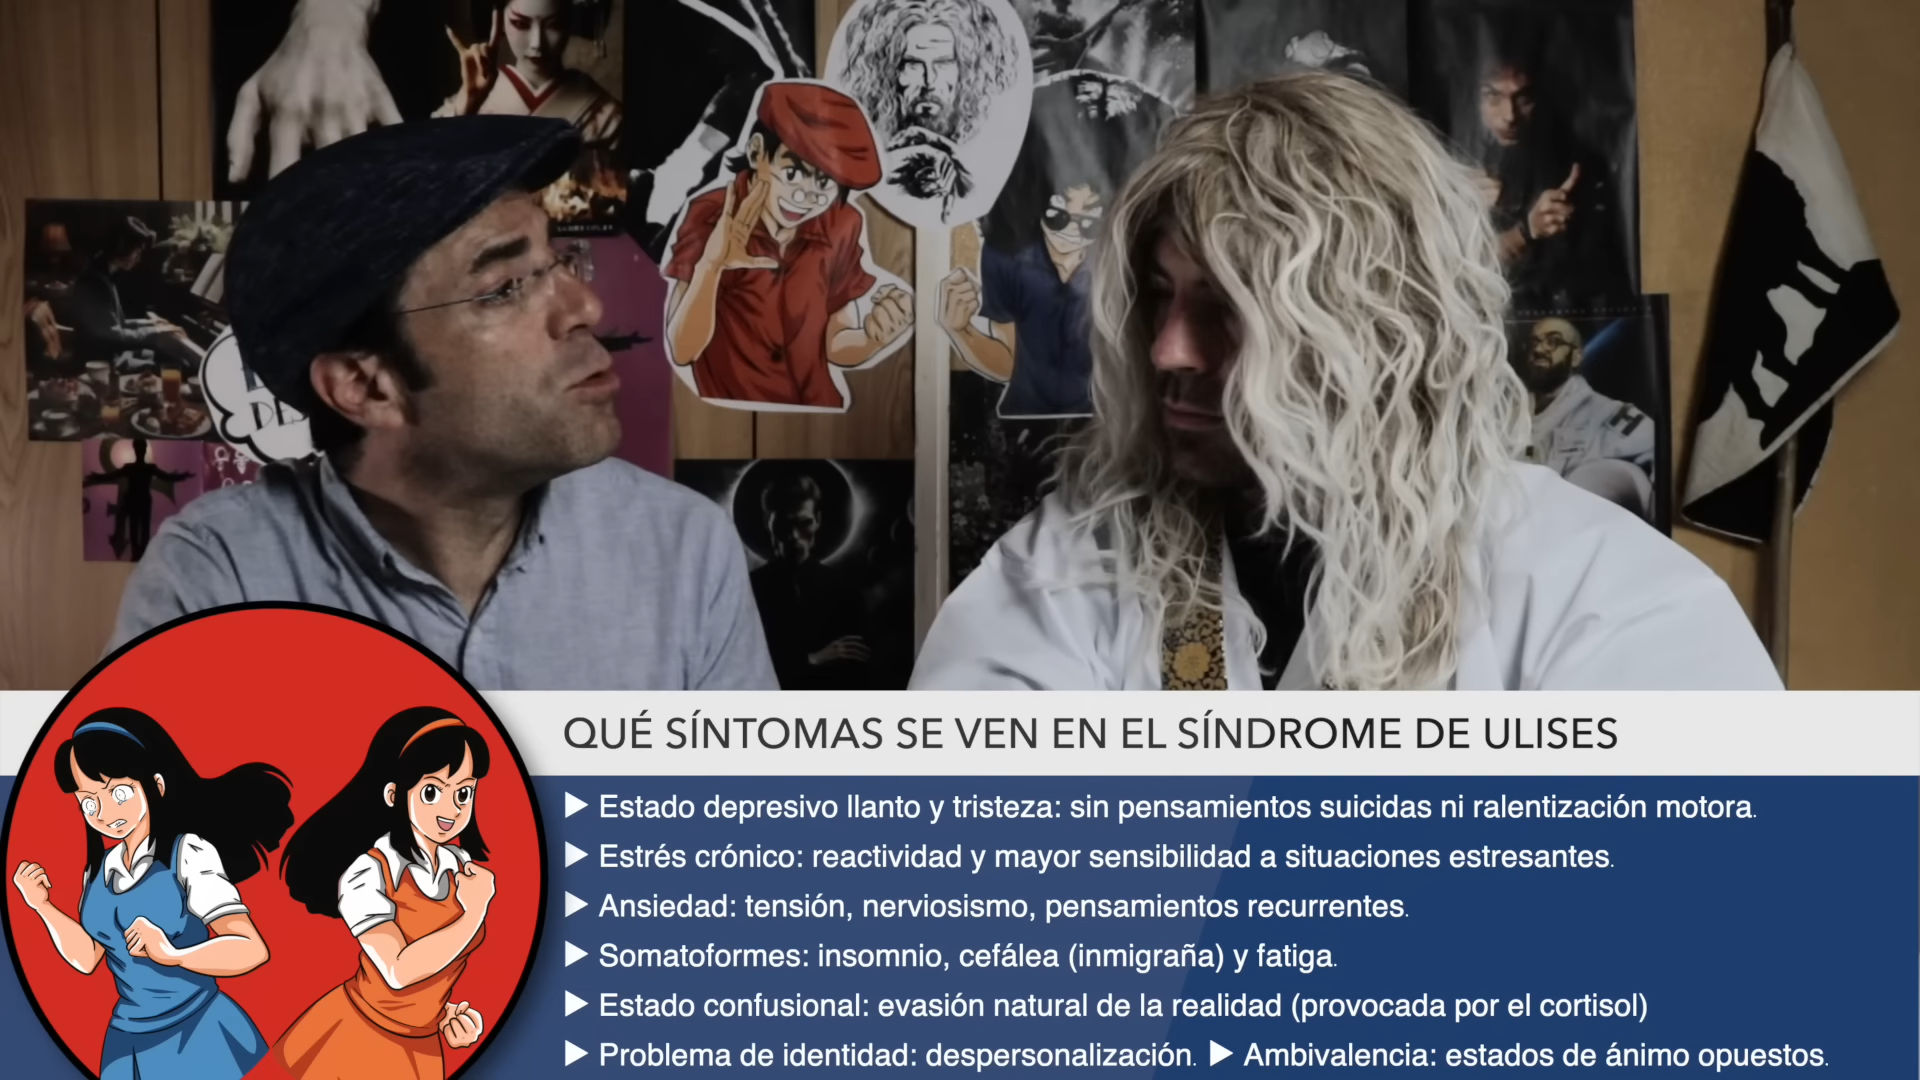 DES
QUÉ SÍNTOMAS SE VEN EN EL SÍNDROME DE ULISES
▶ Estado depresivo llanto y tristeza: sin pensamientos suicidas ni ralentización motora.
▶ Estrés crónico: reactividad y mayor sensibilidad a situaciones estresantes.
▶ Ansiedad: tensión, nerviosismo, pensamientos recurrentes.
▶ Somatoformes: insomnio, cefálea (inmigraña) y fatiga.
▶ Estado confusional: evasión natural de la realidad (provocada por el cortisol)
▶ Problema de identidad: despersonalización. ▶ Ambivalencia: estados de ánimo opuestos.